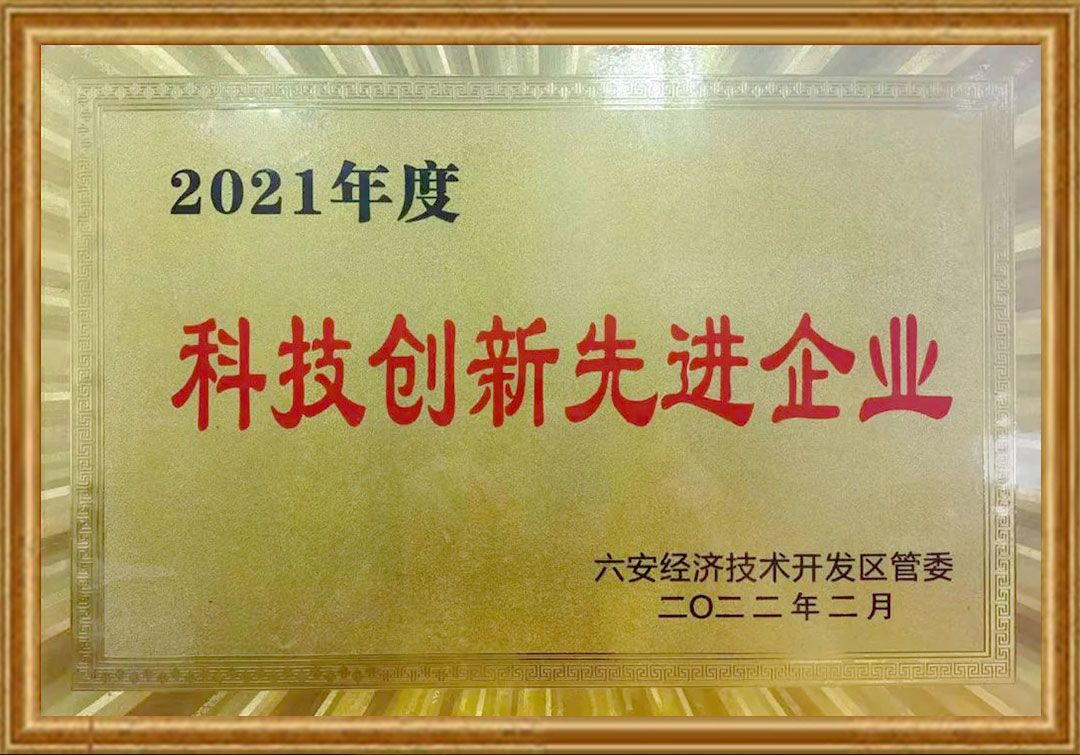 2021年度
科技创新先进企业
六安经济技术开发区管委
二〇二二年二月